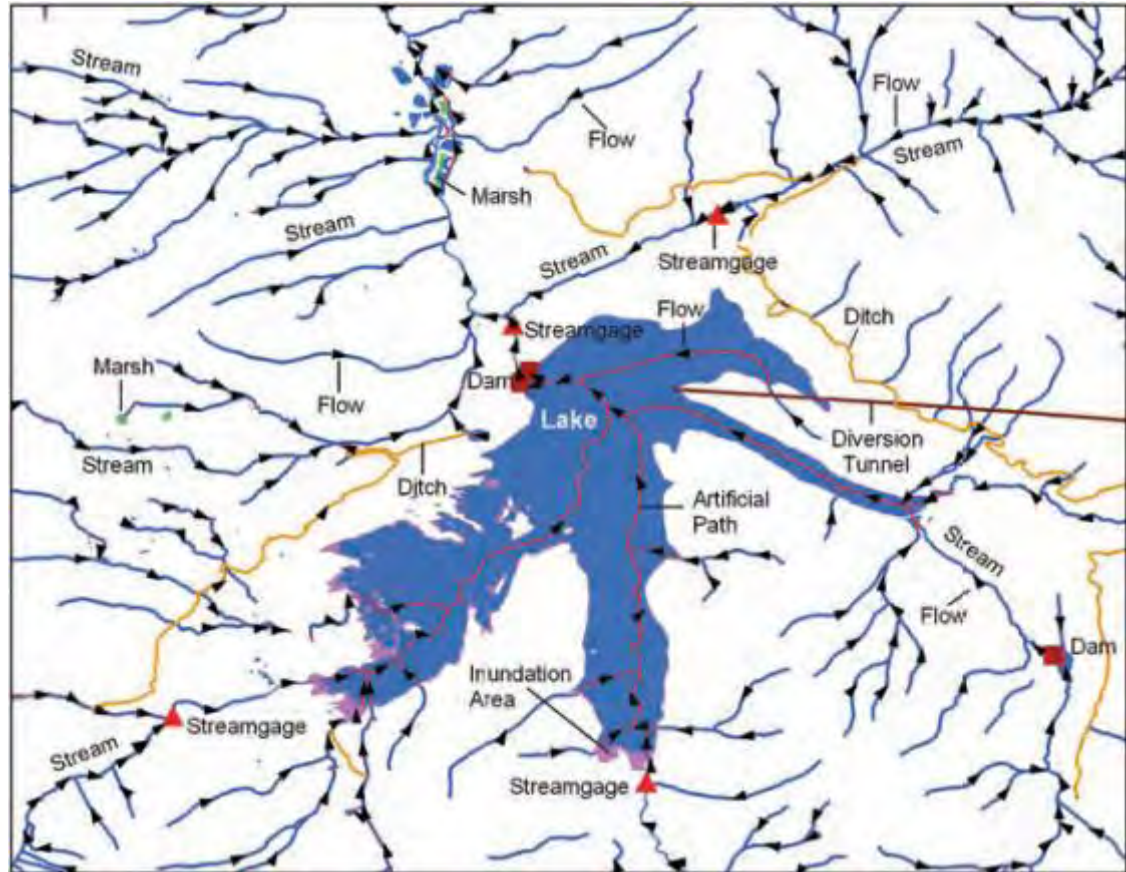 Stream
Flow
Flow
Stream
Marsh
Stream
Stream
Streamgage
Flow
Ditch
Streamgage
Marsh
Dam
Flow
Lake
Diversion
Tunnel
Stream
Ditch
Artificial
Path
Stream
Flow
Dam
Inundation
Area
Streamgage
Stream
Streamgage